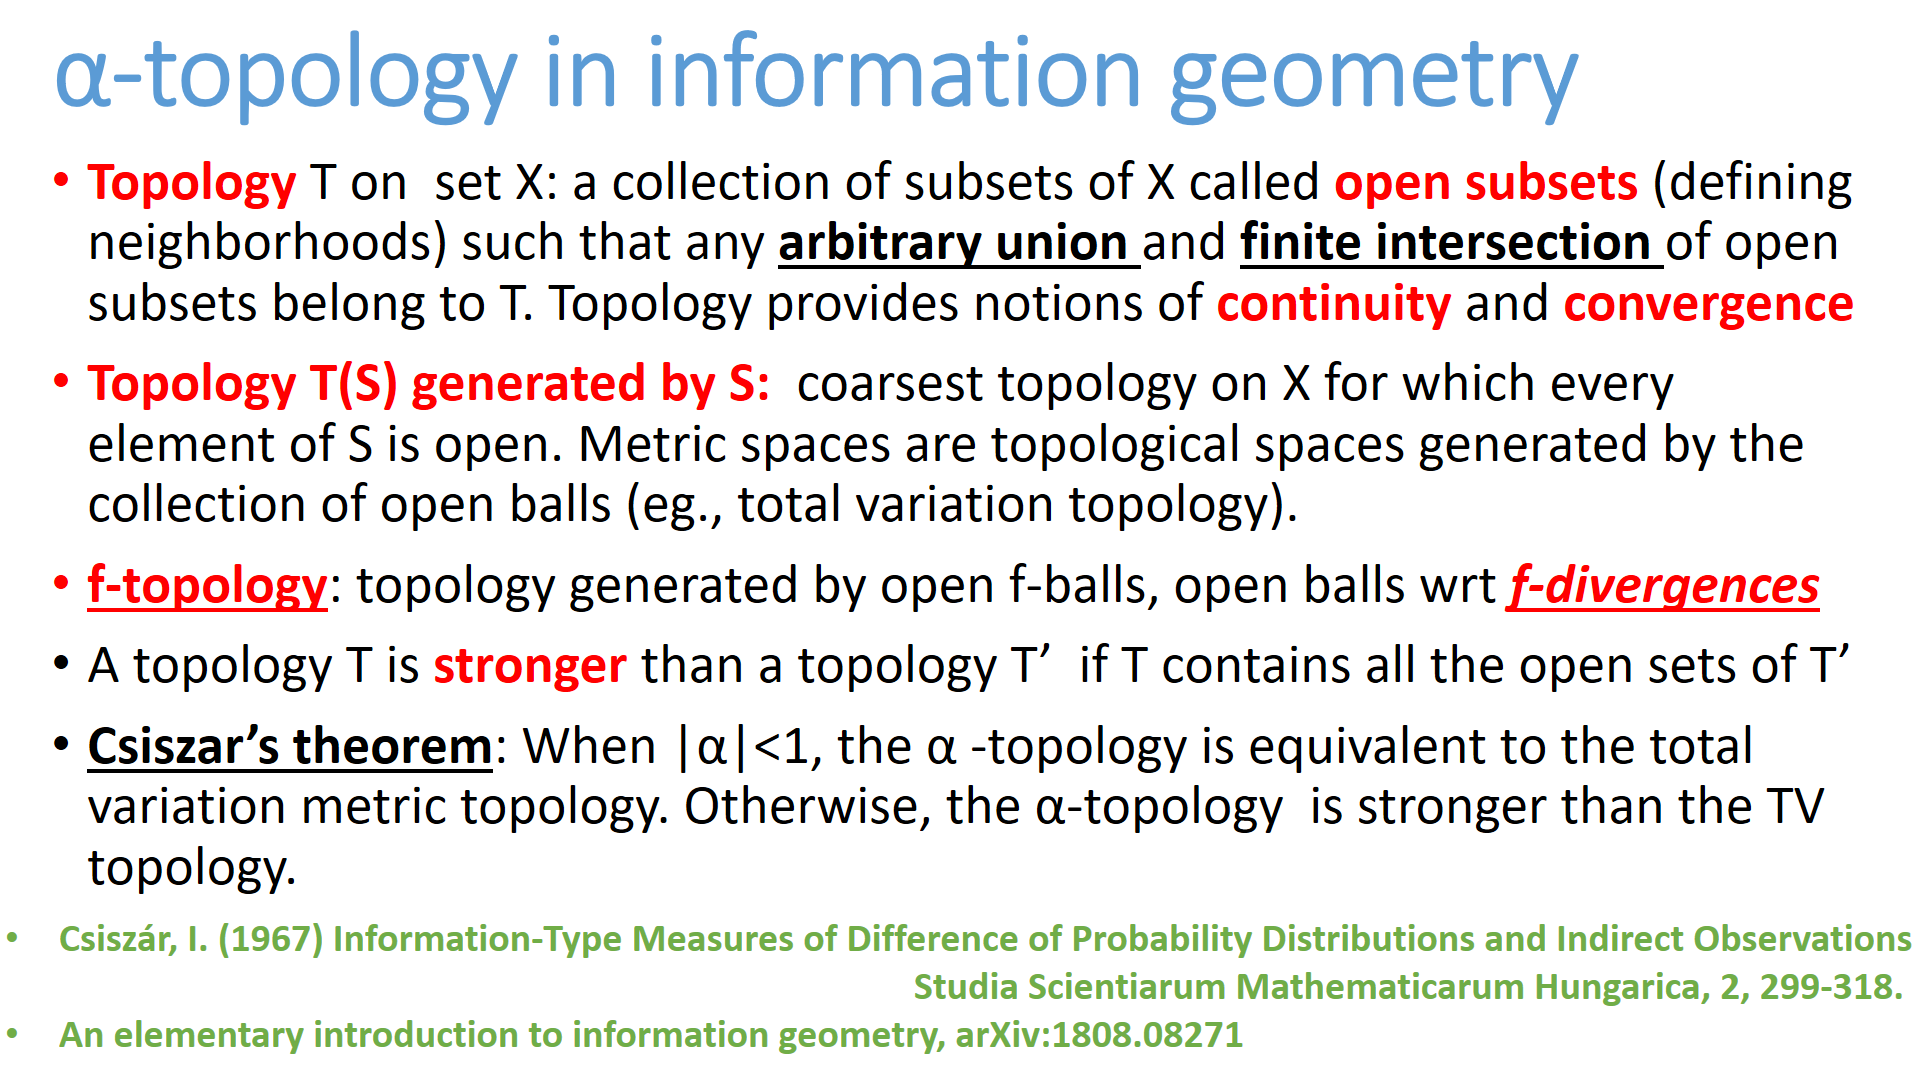 α-topology in information geometry
• Topology T on set X: a collection of subsets of X called open subsets (defining
neighborhoods) such that any arbitrary union and finite intersection of open
subsets belong to T. Topology provides notions of continuity and convergence
• Topology T(S) generated by S: coarsest topology on X for which every
element of S is open. Metric spaces are topological spaces generated by the
collection of open balls (eg., total variation topology).
• f-topology: topology generated by open f-balls, open balls wrt f-divergences
• A topology T is stronger than a topology T’ if T contains all the open sets of T’
• Csiszar’s theorem: When |α|<1, the α -topology is equivalent to the total
variation metric topology. Otherwise, the α-topology is stronger than the TV
topology.
• Csiszár, I. (1967) Information-Type Measures of Difference of Probability Distributions and Indirect Observations
Studia Scientiarum Mathematicarum Hungarica, 2, 299-318.
• An elementary introduction to information geometry, arXiv:1808.08271